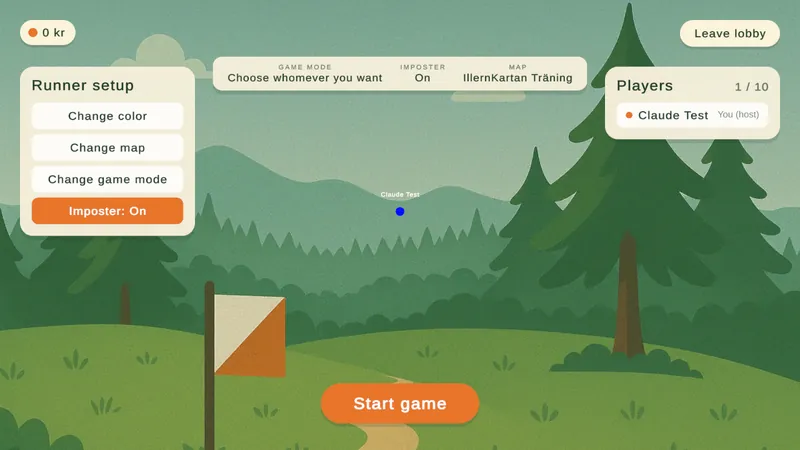 0 kr
Leave lobby
GAME MODE
Choose whomever you want
IMPOSTER
On
MAP
IllernKartan Träning
Runner setup
Change color
Change map
Change game mode
Imposter: On
Players 1 / 10
Claude Test You (host)
Claude Test
Start game